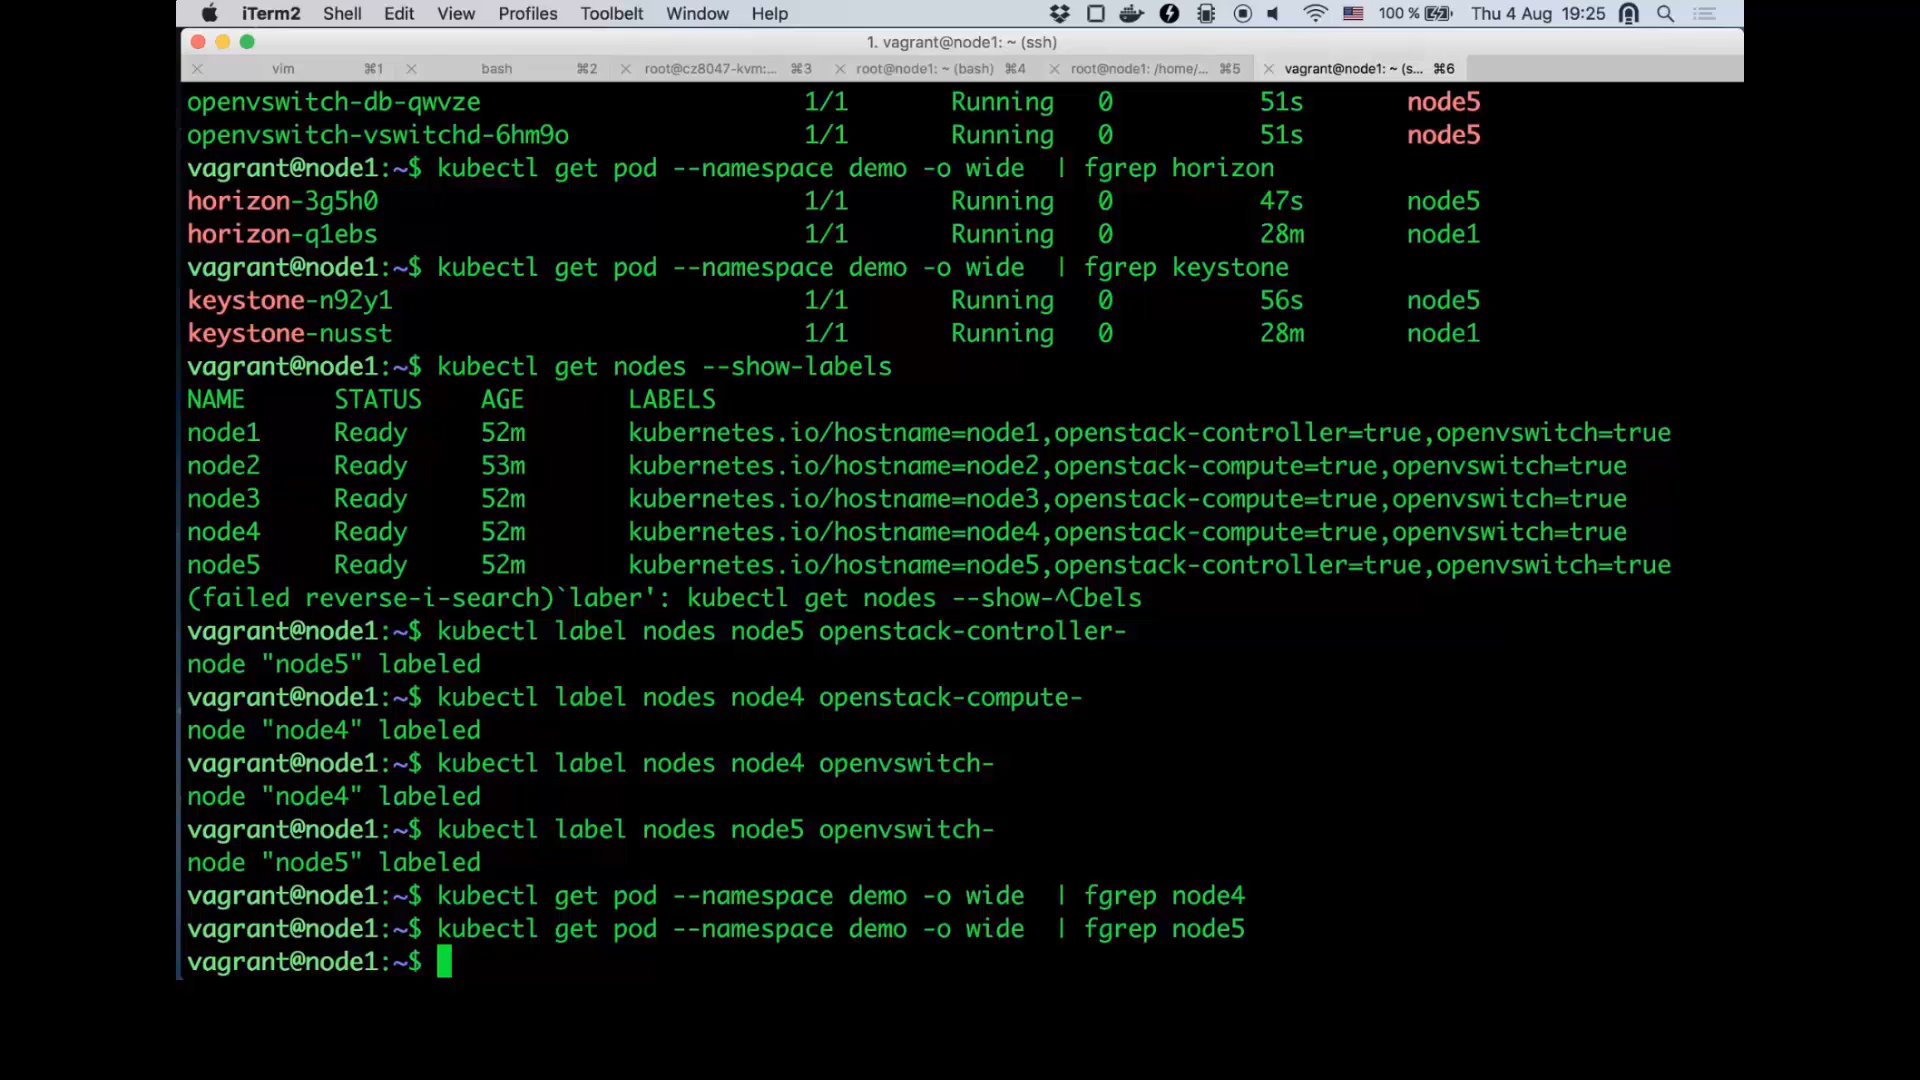 iTerm2 Shell Edit View Profiles Toolbelt Window Help 100 % Thu 4 Aug 19:25
1. vagrant@node1: ~ (ssh)
vim ⌘1 bash ⌘2 root@cz8047-kvm:... ⌘3 root@node1: ~ (bash) ⌘4 root@node1: /home/... ⌘5 vagrant@node1: ~ (s... ⌘6
openvswitch-db-qwvze 1/1 Running 0 51s node5
openvswitch-vswitchd-6hm9o 1/1 Running 0 51s node5
vagrant@node1:~$ kubectl get pod --namespace demo -o wide  | fgrep horizon
horizon-3g5h0 1/1 Running 0 47s node5
horizon-q1ebs 1/1 Running 0 28m node1
vagrant@node1:~$ kubectl get pod --namespace demo -o wide  | fgrep keystone
keystone-n92y1 1/1 Running 0 56s node5
keystone-nusst 1/1 Running 0 28m node1
vagrant@node1:~$ kubectl get nodes --show-labels
NAME STATUS AGE LABELS
node1 Ready 52m kubernetes.io/hostname=node1,openstack-controller=true,openvswitch=true
node2 Ready 53m kubernetes.io/hostname=node2,openstack-compute=true,openvswitch=true
node3 Ready 52m kubernetes.io/hostname=node3,openstack-compute=true,openvswitch=true
node4 Ready 52m kubernetes.io/hostname=node4,openstack-compute=true,openvswitch=true
node5 Ready 52m kubernetes.io/hostname=node5,openstack-controller=true,openvswitch=true
(failed reverse-i-search)`laber': kubectl get nodes --show-^Cbels
vagrant@node1:~$ kubectl label nodes node5 openstack-controller-
node "node5" labeled
vagrant@node1:~$ kubectl label nodes node4 openstack-compute-
node "node4" labeled
vagrant@node1:~$ kubectl label nodes node4 openvswitch-
node "node4" labeled
vagrant@node1:~$ kubectl label nodes node5 openvswitch-
node "node5" labeled
vagrant@node1:~$ kubectl get pod --namespace demo -o wide  | fgrep node4
vagrant@node1:~$ kubectl get pod --namespace demo -o wide  | fgrep node5
vagrant@node1:~$